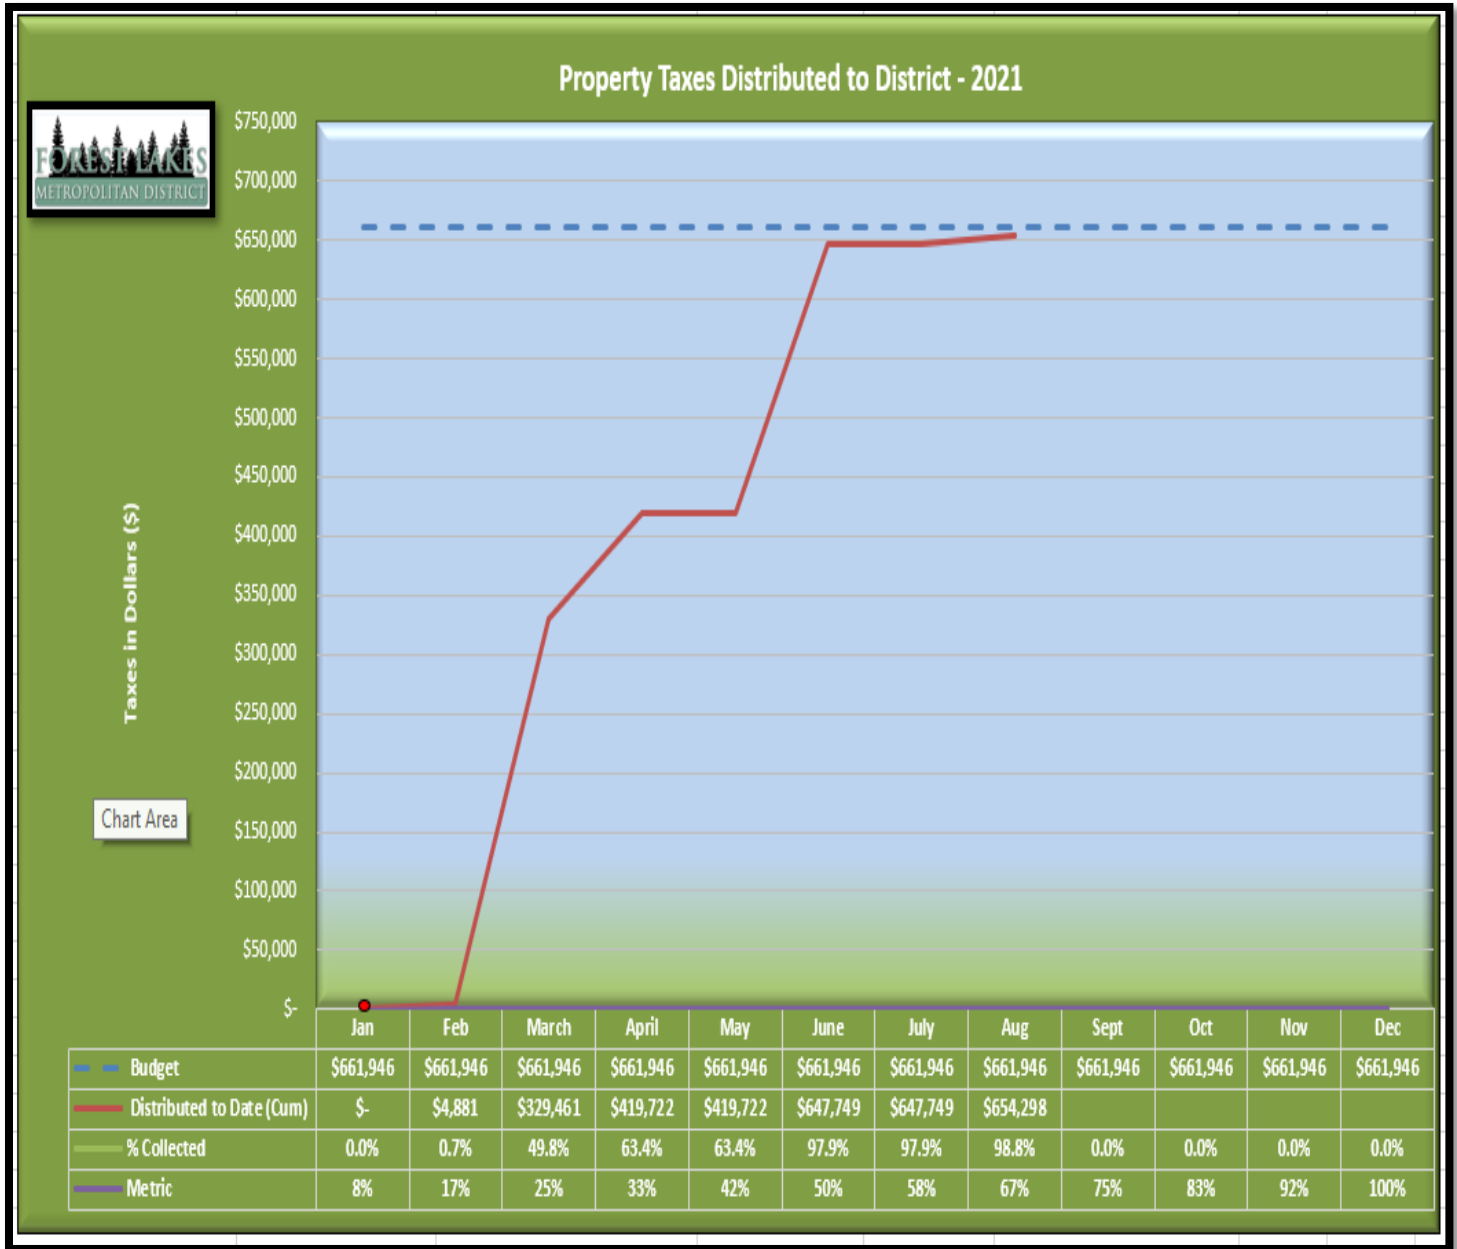 Property Taxes Distributed to District - 2021
FOREST LAKES
METROPOLITAN DISTRICT
Taxes in Dollars ($)
Chart Area
$750,000
$700,000
$650,000
$600,000
$550,000
$500,000
$450,000
$400,000
$350,000
$300,000
$250,000
$200,000
$150,000
$100,000
$50,000
$-
Jan Feb March April May June July Aug Sept Oct Nov Dec
Budget $661,946 $661,946 $661,946 $661,946 $661,946 $661,946 $661,946 $661,946 $661,946 $661,946 $661,946 $661,946
Distributed to Date (Cum) $- $4,881 $329,461 $419,722 $419,722 $647,749 $647,749 $654,298
% Collected 0.0% 0.7% 49.8% 63.4% 63.4% 97.9% 97.9% 98.8% 0.0% 0.0% 0.0% 0.0%
Metric 8% 17% 25% 33% 42% 50% 58% 67% 75% 83% 92% 100%